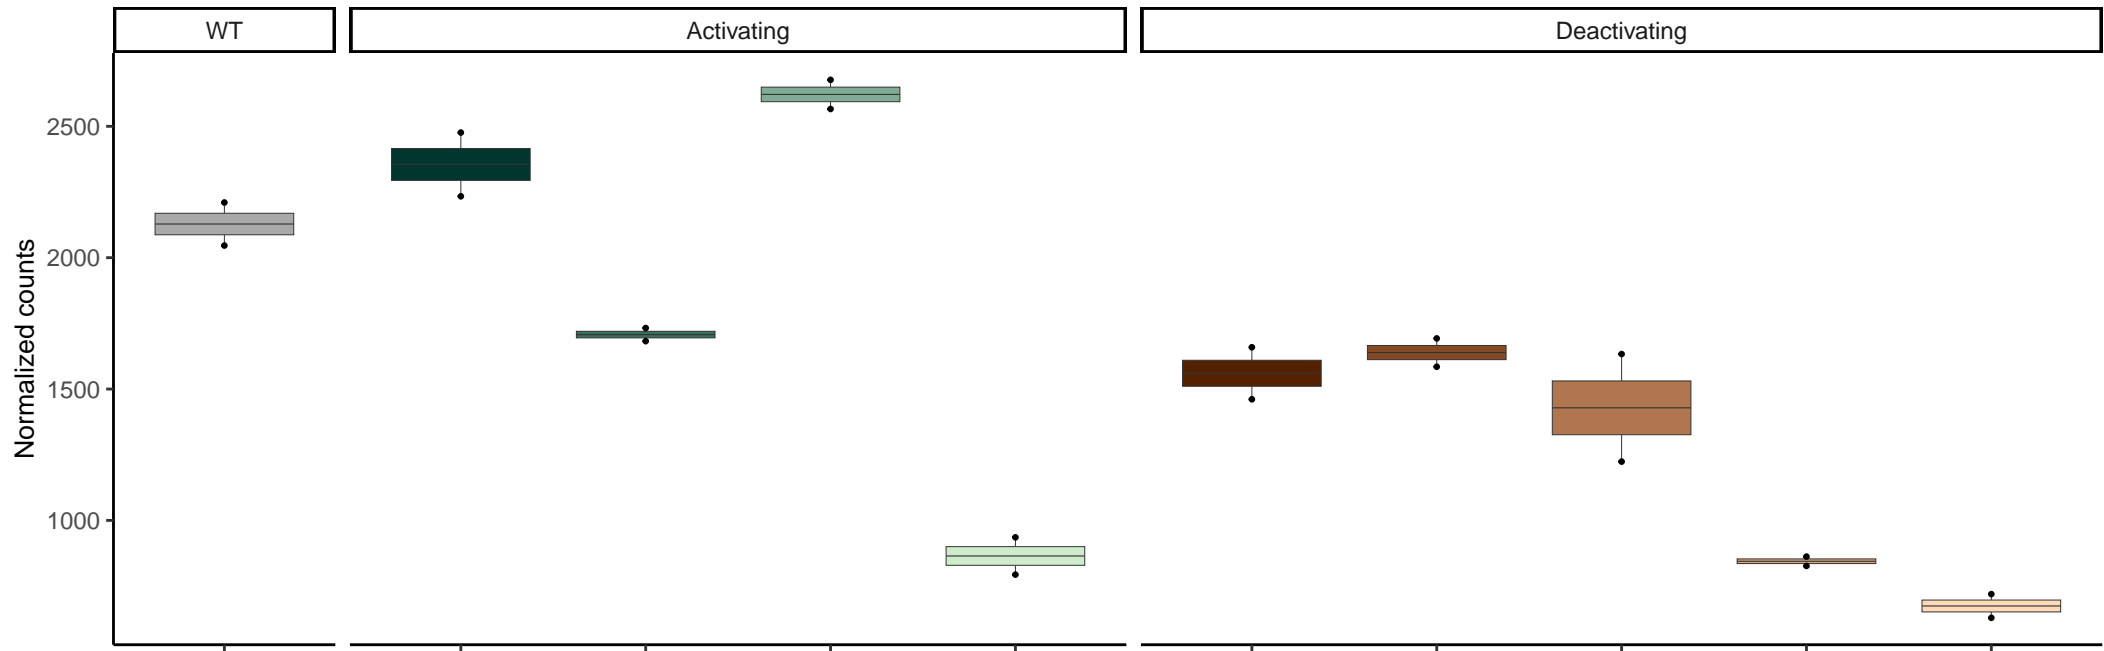 WT
Activating
Deactivating
Normalized counts
2500
2000
1500
1000